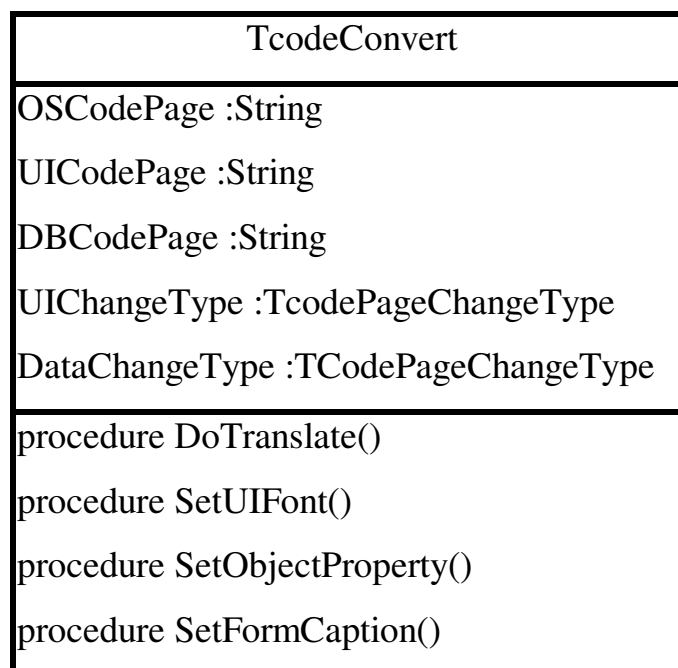 TcodeConvert
OSCodePage :String
UICodePage :String
DBCodePage :String
UIChangeType :TcodePageChangeType
DataChangeType :TCodePageChangeType
procedure DoTranslate()
procedure SetUIFont()
procedure SetObjectProperty()
procedure SetFormCaption()